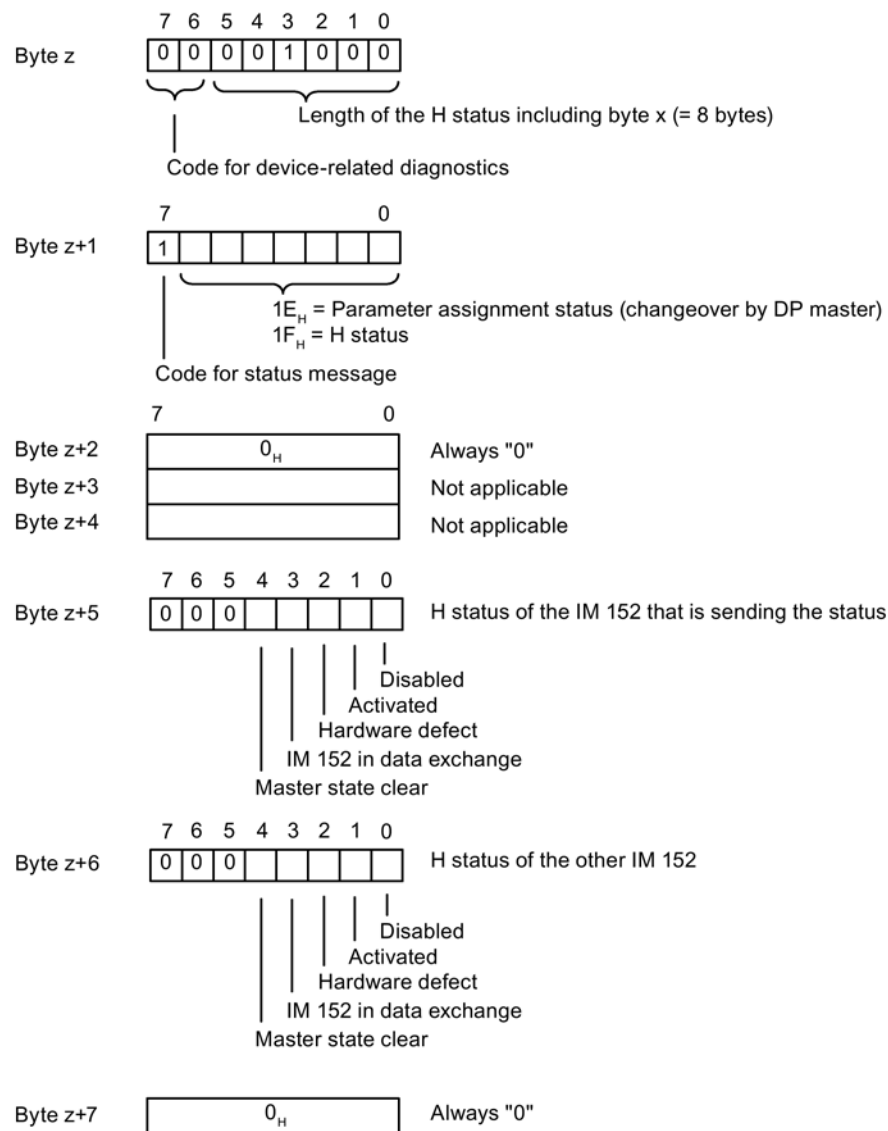 7 6 5 4 3 2 1 0
Byte z 0 0 0 0 1 0 0 0
Length of the H status including byte x (= 8 bytes)
Code for device-related diagnostics
7 0
Byte z+1 1
1E_H = Parameter assignment status (changeover by DP master)
1F_H = H status
Code for status message
7 0
Byte z+2 0_H Always "0"
Byte z+3 Not applicable
Byte z+4 Not applicable
7 6 5 4 3 2 1 0
Byte z+5 0 0 0 H status of the IM 152 that is sending the status
Disabled
Activated
Hardware defect
IM 152 in data exchange
Master state clear
7 6 5 4 3 2 1 0
Byte z+6 0 0 0 H status of the other IM 152
Disabled
Activated
Hardware defect
IM 152 in data exchange
Master state clear
Byte z+7 0_H Always "0"